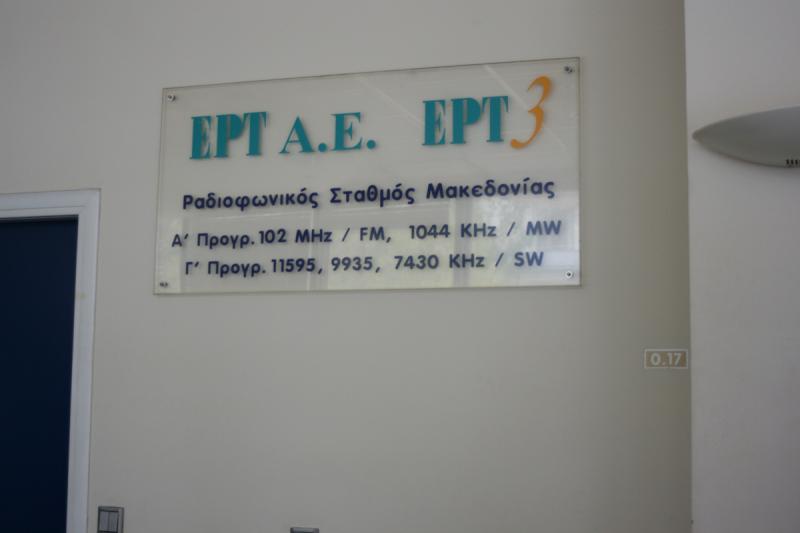 ΕΡΤ Α.Ε. ΕΡΤ3
Ραδιοφωνικός Σταθμός Μακεδονίας
Α' Προγρ. 102 MHz / FM, 1044 KHz / MW
Γ' Προγρ. 11595, 9935, 7430 KHz / SW
0.17